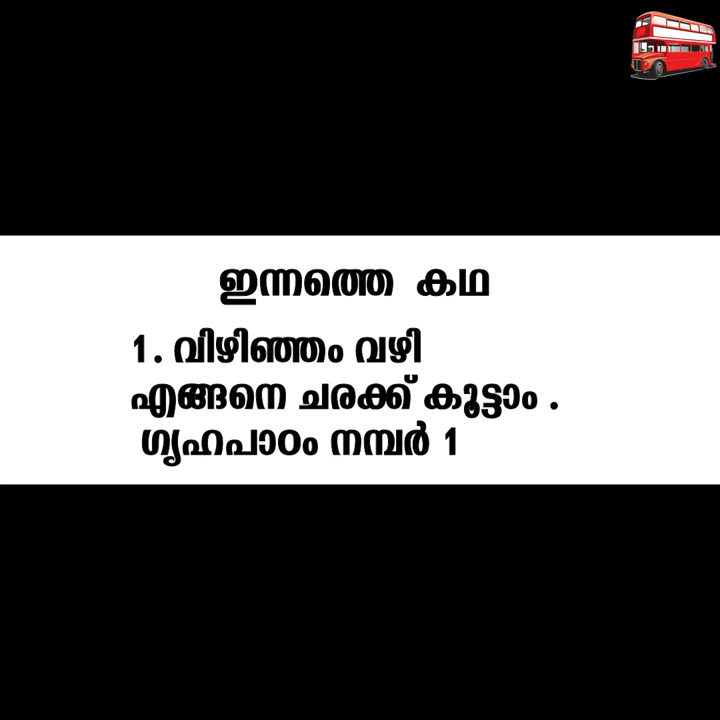 ഇന്നത്തെ കഥ
1. വിഴിഞ്ഞം വഴി
എങ്ങനെ ചരക്ക് കൂട്ടാം .
ഗൃഹപാഠം നമ്പർ 1